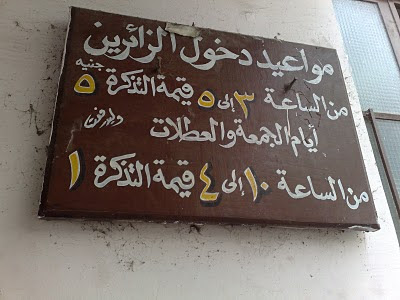 مواعيد دخول الزائرين
من الساعة ٣ إلى ٥ قيمة التذكرة ٥ جنيه
أيام الجمعة والعطلات
من الساعة ١٠ إلى ٤ قيمة التذكرة ١